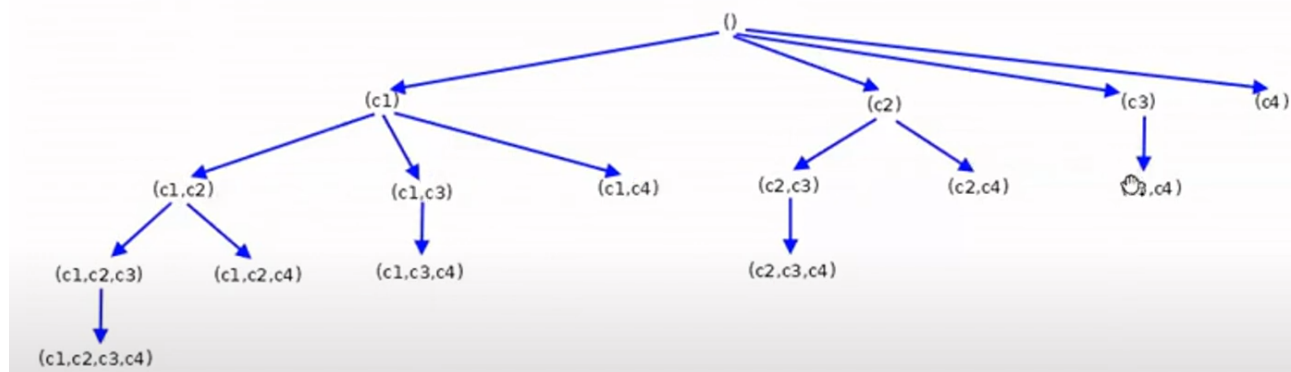 ()
(c1) (c2) (c3) (c4)
(c1,c2) (c1,c3) (c1,c4) (c2,c3) (c2,c4) ,c4)
(c1,c2,c3) (c1,c2,c4) (c1,c3,c4) (c2,c3,c4)
(c1,c2,c3,c4)